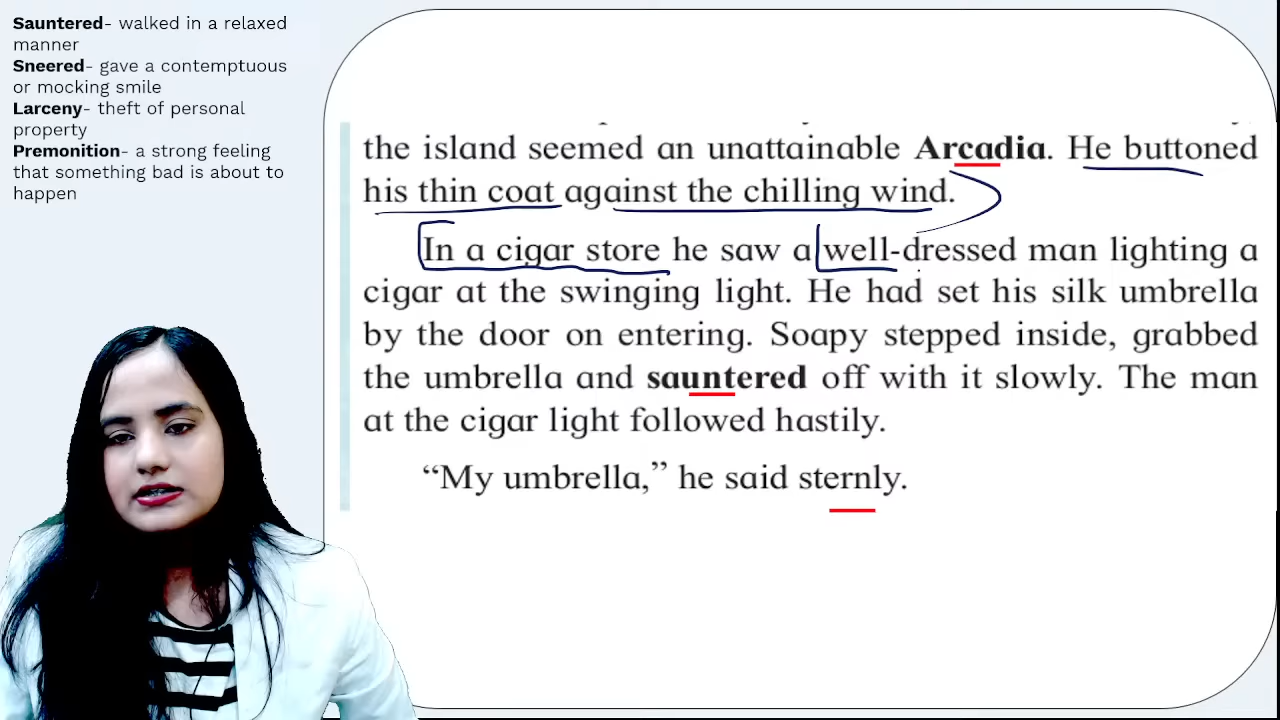 Sauntered- walked in a relaxed
manner
Sneered- gave a contemptuous
or mocking smile
Larceny- theft of personal
property
Premonition- a strong feeling
that something bad is about to
happen
the island seemed an unattainable Arcadia. He buttoned
his thin coat against the chilling wind.
In a cigar store he saw a well-dressed man lighting a
cigar at the swinging light. He had set his silk umbrella
by the door on entering. Soapy stepped inside, grabbed
the umbrella and sauntered off with it slowly. The man
at the cigar light followed hastily.
“My umbrella,” he said sternly.